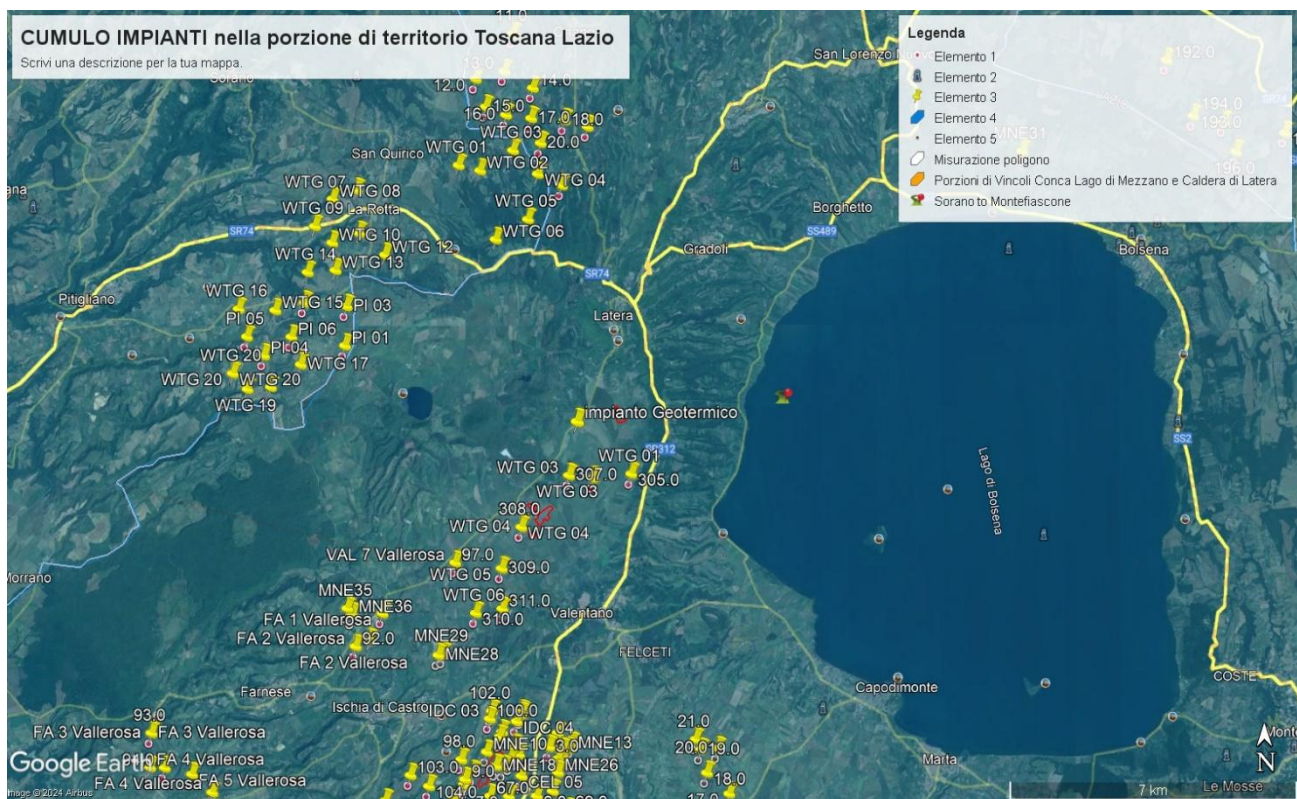 CUMULO IMPIANTI nella porzione di territorio Toscana Lazio
Scrivi una descrizione per la tua mappa.
Legenda
Elemento 1
Elemento 2
Elemento 3
Elemento 4
Elemento 5
Misurazione poligono
Porzioni di Vincoli Conca Lago di Mezzano e Caldera di Latera
Sorano to Montefiascone
San Lorenzo
192.0
13.0
12.0
14.0
194.0
193.0
SR74
15.0
16.0
17.0
18.0
WTG 03
20.0
MNE31
196.0
WTG 01
San Quirico
WTG 02
WTG 04
WTG 07
WTG 08
WTG 05
Borghetto
WTG 09
La Rotta
SR74
WTG 10
WTG 06
SS489
WTG 12
Gradoli
Bolsena
WTG 14
WTG 13
SR74
Pitigliano
WTG 16
WTG 15
PI 03
Latera
PI 05
PI 06
PI 01
PI 04
WTG 20
WTG 17
WTG 20
WTG 20
WTG 19
impianto Geotermico
SR312
SS2
WTG 01
WTG 03
307.0
305.0
WTG 03
Lago di Bolsena
308.0
WTG 04
WTG 04
VAL 7 Vallerosa
97.0
309.0
WTG 05
Morrano
MNE35
MNE36
WTG 06
311.0
FA 1 Vallerosa
310.0
Valentano
FA 2 Vallerosa
92.0
MNE29
MNE28
FELCETI
FA 2 Vallerosa
COSTE
Farnese
102.0
Capodimonte
Ischia di Castro
IDC 03
100.0
93.0
FA 3 Vallerosa
FA 3 Vallerosa
IDC 04
21.0
98.0
MNE10
3.0
MNE13
20.0
19.0
FA 4 Vallerosa
103.0
9.0
MNE18
MNE26
Marta
N
Google Earth
FA 4 Vallerosa
FA 5 Vallerosa
CEL 05
18.0
104.0
67.0
17.0
7 km
Le Mosse
Image © 2024 Airbus